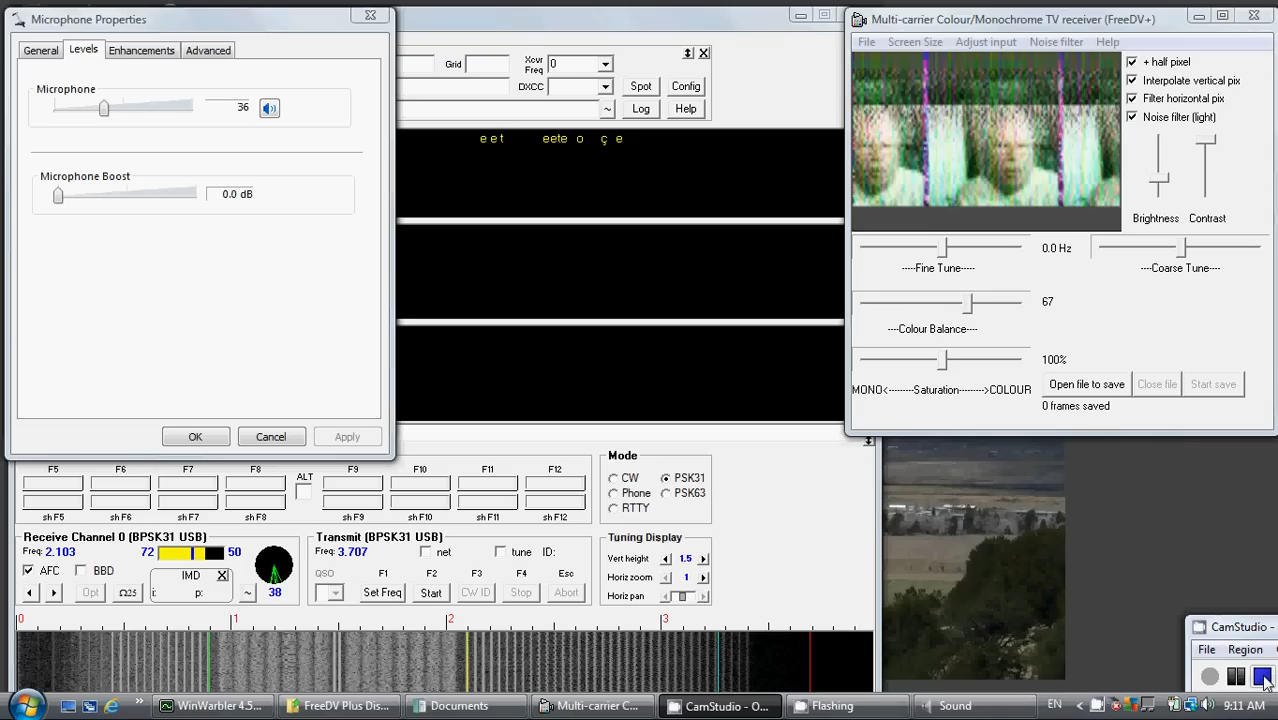 Microphone Properties
General
Levels
Enhancements
Advanced
Microphone
36
Microphone Boost
0.0 dB
OK
Cancel
Apply
Grid
Xcvr
Freq
0
DXCC
Spot
Config
~
Log
Help
e e t eete o ç e
Multi-carrier Colour/Monochrome TV receiver (FreeDV+)
File
Screen Size
Adjust input
Noise filter
Help
+ half pixel
Interpolate vertical pix
Filter horizontal pix
Noise filter (light)
Brightness
Contrast
0.0 Hz
----Fine Tune-----
----Coarse Tune----
67
---Colour Balance----
100%
MONO<--------Saturation------->COLOUR
Open file to save
Close file
Start save
0 frames saved
F5
F6
F7
F8
ALT
F9
F10
F11
F12
sh F5
sh F6
sh F7
sh F8
sh F9
sh F10
sh F11
sh F12
Mode
CW
PSK31
Phone
PSK63
RTTY
Receive Channel 0 (BPSK31 USB)
Freq: 2.103
72
50
AFC
BBD
IMD
X
Opt
Ω25
i:
p:
~
38
Transmit (BPSK31 USB)
Freq: 3.707
net
tune
ID:
QSO
F1
F2
F3
F4
Esc
Set Freq
Start
CW ID
Stop
Abort
Tuning Display
Vert height
1.5
Horiz zoom
1
Horiz pan
0
1
2
3
CamStudio -
File
Region
WinWarbler 4.5...
FreeDV Plus Dis...
Documents
Multi-carrier C...
CamStudio - O...
Flashing
Sound
EN
9:11 AM